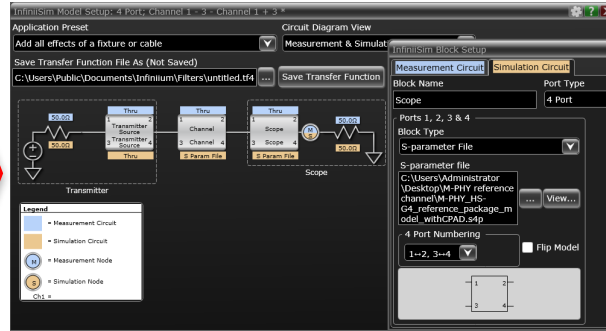 InfiniiSim Model Setup: 4 Port; Channel 1 - 3 - Channel 1 + 3 *
Application Preset
Circuit Diagram View
Add all effects of a fixture or cable
Measurement & Simulat
Save Transfer Function File As (Not Saved)
C:\Users\Public\Documents\Infiniium\Filters\untitled.tf4
...
Save Transfer Function
Thru
Thru
Thru
50.0Ω
50.0Ω
1 2
Transmitter
Source
Transmitter
3 Source 4
1 2
Channel
3 Channel 4
1 2
Scope
3 Scope 4
M
S
50.0Ω
50.0Ω
Thru
S Param File
S Param File
Transmitter
Scope
Legend
= Measurement Circuit
= Simulation Circuit
M = Measurement Node
S = Simulation Node
Ch1 =
InfiniiSim Block Setup
Measurement Circuit
Simulation Circuit
Block Name
Port Type
Scope
4 Port
Ports 1, 2, 3 & 4
Block Type
S-parameter File
S-parameter file
C:\Users\Administrator
\Desktop\M-PHY reference
channel\M-PHY_HS-
G4_reference_package_m
odel_withCPAD.s4p
...
View...
4 Port Numbering
1↔2, 3↔4
Flip Model
1 2
3 4